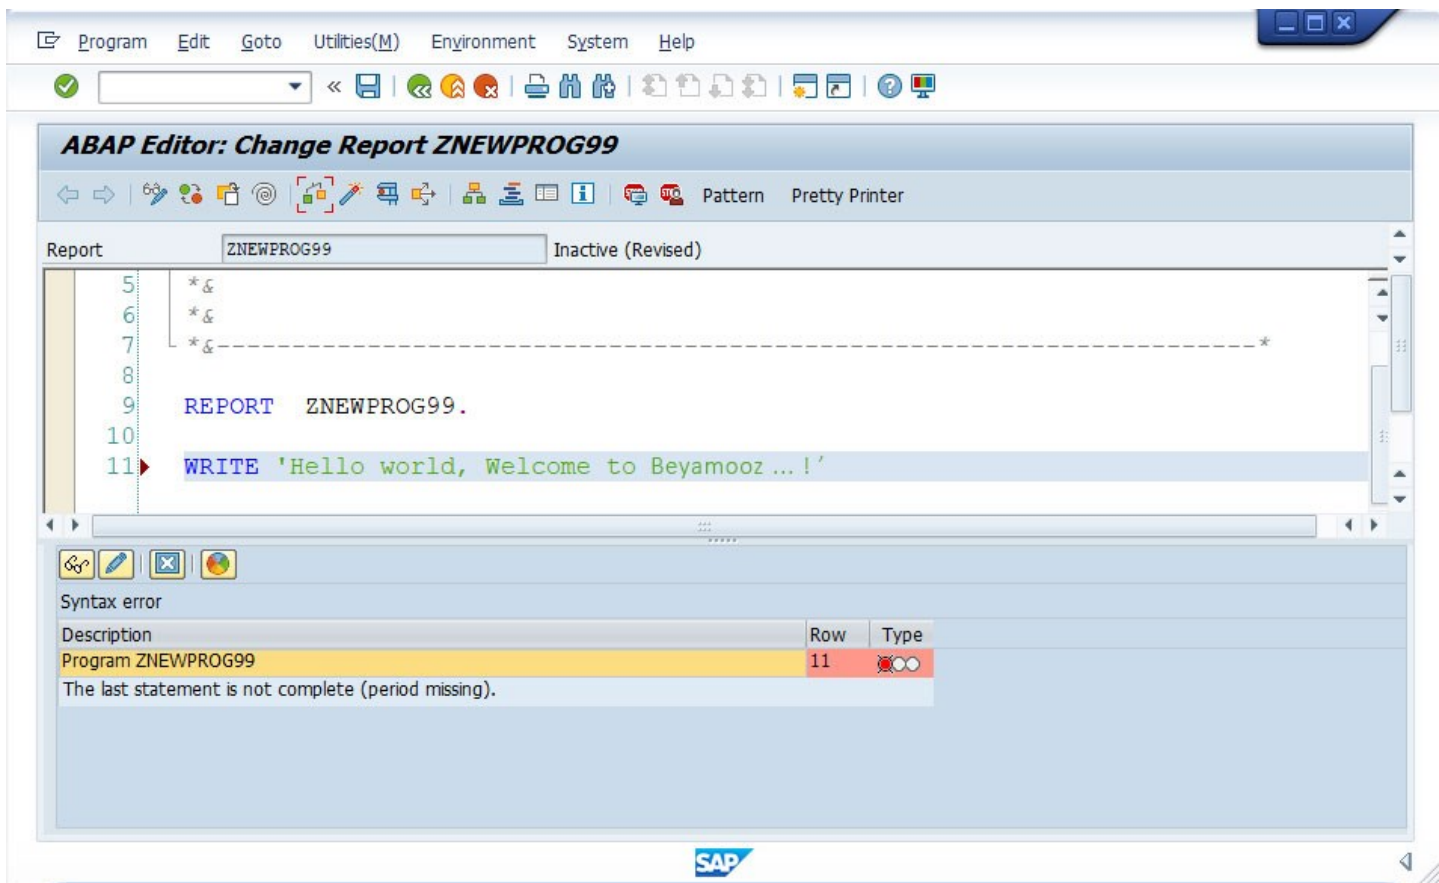 Program Edit Goto Utilities(M) Environment System Help
ABAP Editor: Change Report ZNEWPROG99
Pattern Pretty Printer
Report ZNEWPROG99 Inactive (Revised)
5 *&
6 *&
7 *&---------------------------------------------------------------------*
8
9 REPORT ZNEWPROG99.
10
11 WRITE 'Hello world, Welcome to Beyamooz ...!'
Syntax error
Description Row Type
Program ZNEWPROG99 11
The last statement is not complete (period missing).
SAP